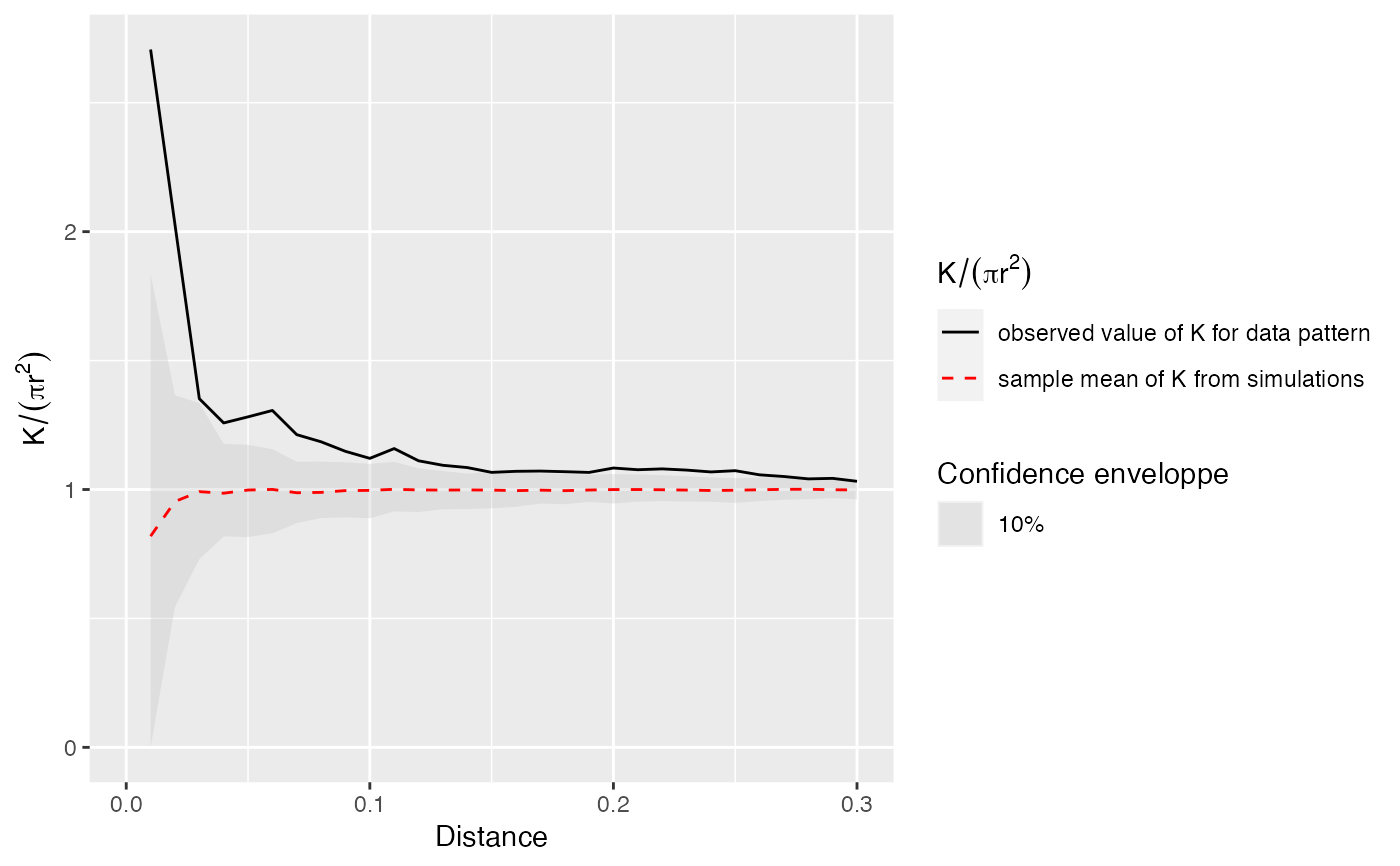 K/(πr²)
2
1
0
0.0
0.1
0.2
0.3
Distance
K/(πr²)
observed value of K for data pattern
sample mean of K from simulations
Confidence enveloppe
10%